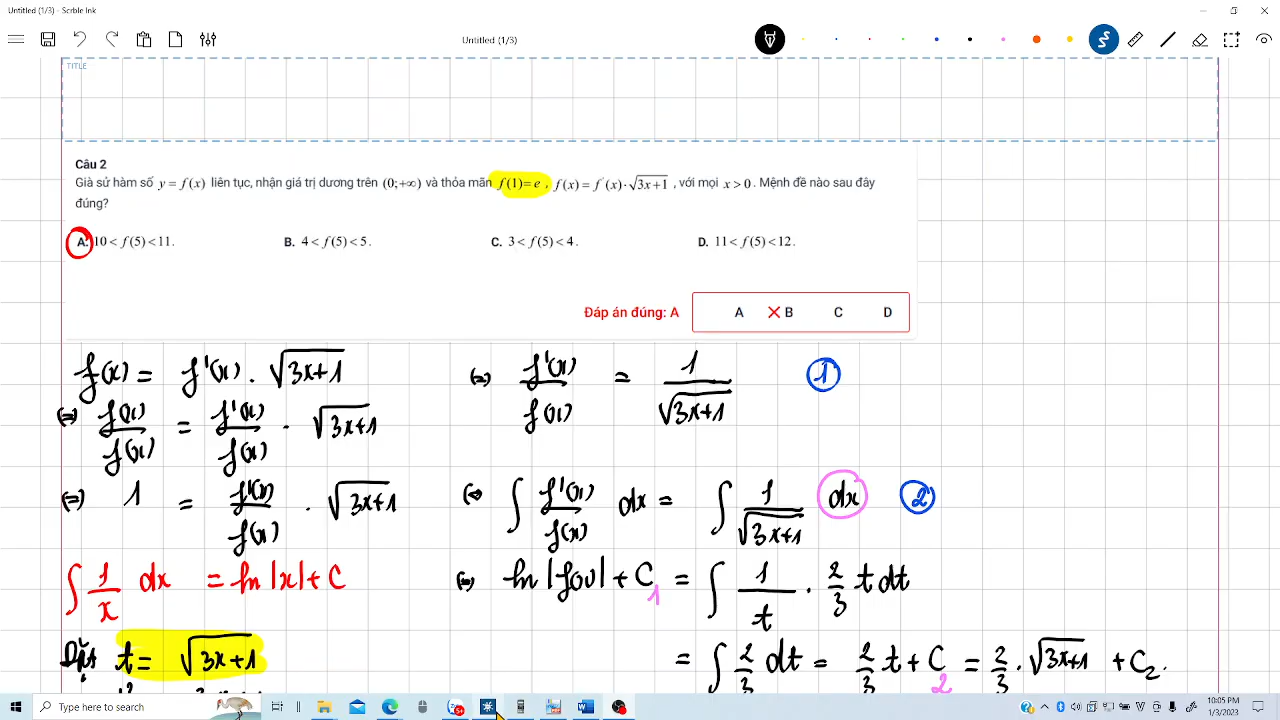 Untitled (1/3) - Scrble Ink
Untitled (1/3)
TITLE
Câu 2
Giả sử hàm số y = f(x) liên tục, nhận giá trị dương trên (0;+∞) và thỏa mãn f(1)= e , f(x) = f'(x)·√(3x+1) , với mọi x > 0. Mệnh đề nào sau đây
đúng?
A. 10 < f(5) < 11. B. 4 < f(5) < 5. C. 3 < f(5) < 4. D. 11 < f(5) < 12.
Đáp án đúng: A A ✕ B C D
f(x) = f'(x) . √(3x+1)
(=) f(x)/f(x) = f'(x)/f(x) . √(3x+1)
(=) 1 = f'(x)/f(x) . √(3x+1)
∫ 1/x dx = ln |x| + C
Đặt t = √(3x+1)
(=) f'(x)/f(x) = 1/√(3x+1) 1
(=) ∫ f'(x)/f(x) dx = ∫ 1/√(3x+1) dx 2
(=) ln |f(x)| + C1 = ∫ 1/t . 2/3 t dt
= ∫ 2/3 dt = 2/3 t + C2 = 2/3 . √(3x+1) + C2.
Type here to search
10:05 PM
1/3/2023